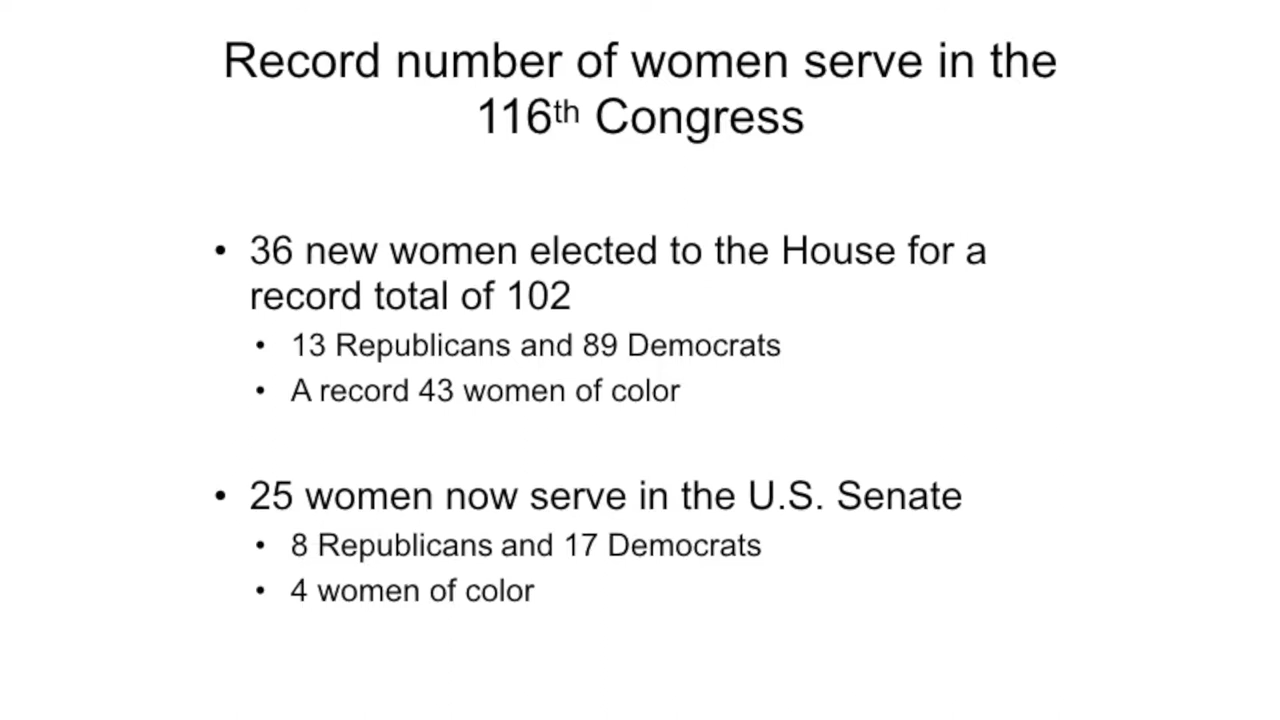 Record number of women serve in the
116th Congress
• 36 new women elected to the House for a
record total of 102
• 13 Republicans and 89 Democrats
• A record 43 women of color
• 25 women now serve in the U.S. Senate
• 8 Republicans and 17 Democrats
• 4 women of color